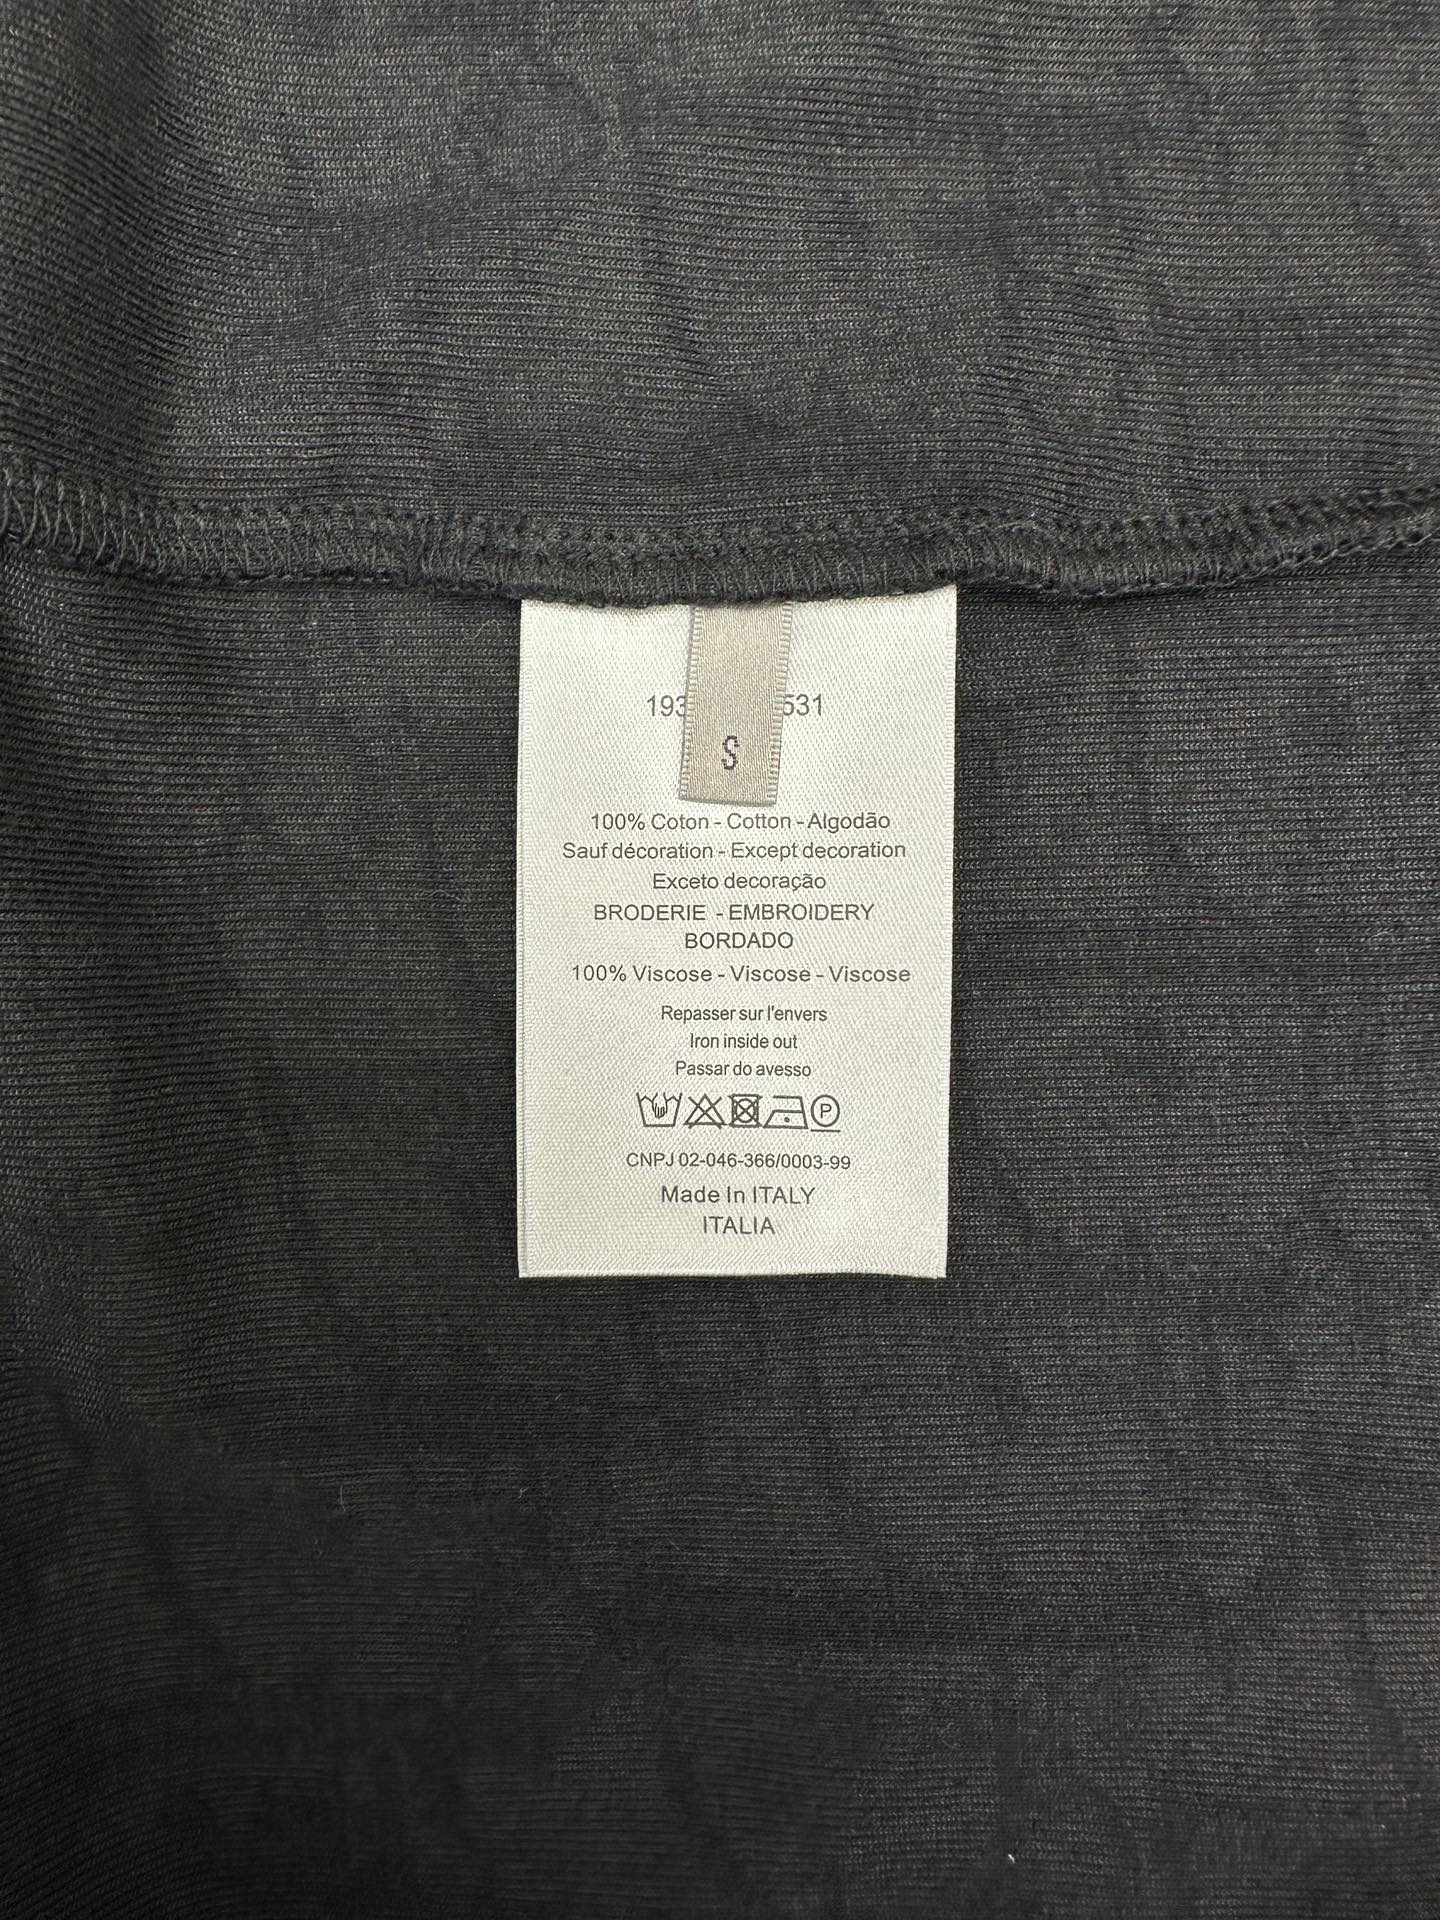 193 531
S
100% Coton - Cotton - Algodão
Sauf décoration - Except decoration
Exceto decoração
BRODERIE - EMBROIDERY
BORDADO
100% Viscose - Viscose - Viscose
Repasser sur l'envers
Iron inside out
Passar do avesso
P
CNPJ 02-046-366/0003-99
Made In ITALY
ITALIA